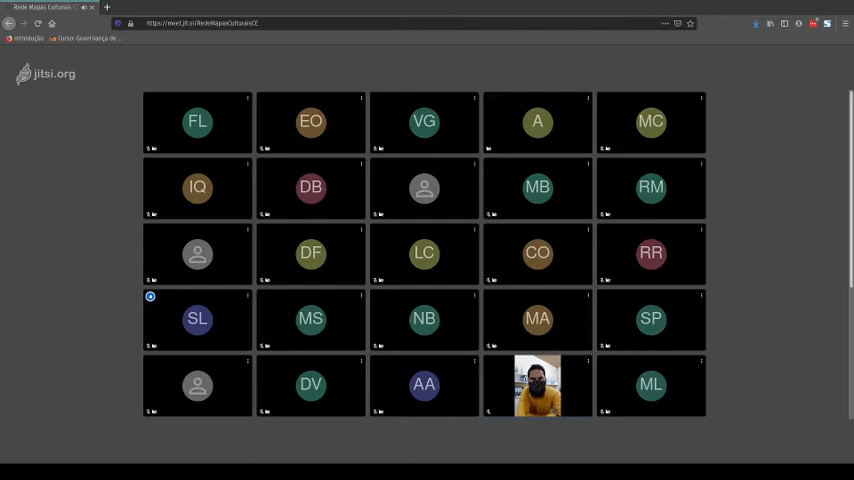 Rede Mapas Culturais C
https://meet.jit.si/RedeMapasCulturaisCE
Introdução
Curso: Governança de ...
jitsi.org
FL EO VG A MC
IQ DB MB RM
DF LC CO RR
SL MS NB MA SP
DV AA ML